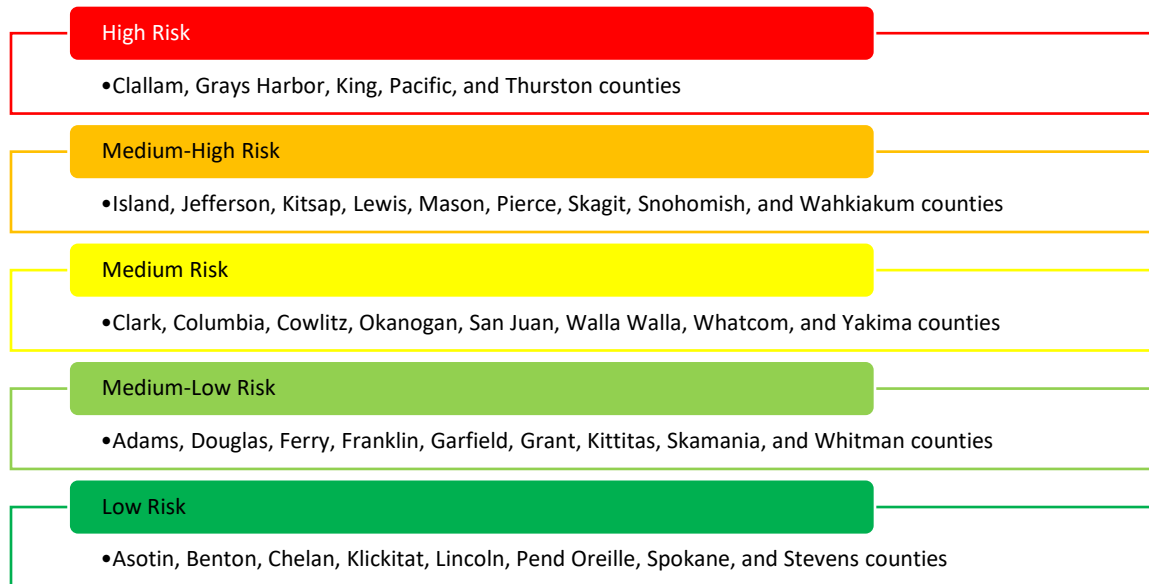 High Risk
•Clallam, Grays Harbor, King, Pacific, and Thurston counties
Medium-High Risk
•Island, Jefferson, Kitsap, Lewis, Mason, Pierce, Skagit, Snohomish, and Wahkiakum counties
Medium Risk
•Clark, Columbia, Cowlitz, Okanogan, San Juan, Walla Walla, Whatcom, and Yakima counties
Medium-Low Risk
•Adams, Douglas, Ferry, Franklin, Garfield, Grant, Kittitas, Skamania, and Whitman counties
Low Risk
•Asotin, Benton, Chelan, Klickitat, Lincoln, Pend Oreille, Spokane, and Stevens counties